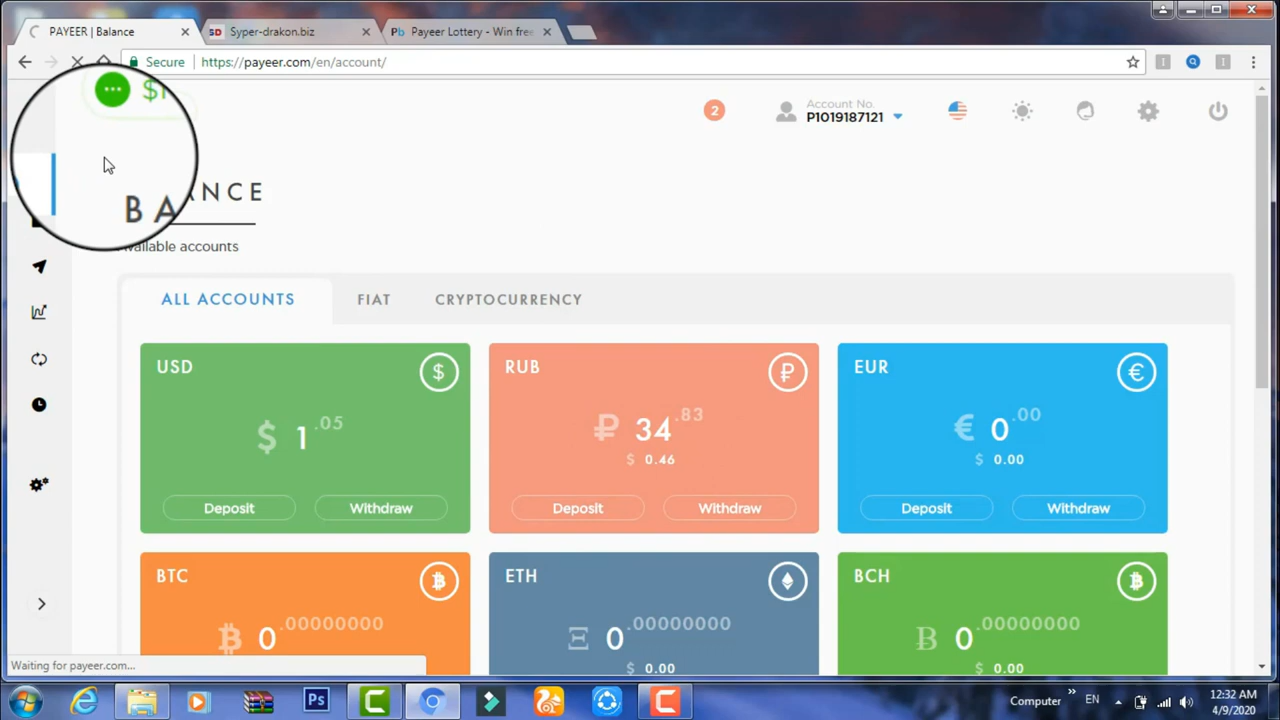 PAYEER | Balance
Syper-drakon.biz
Payeer Lottery - Win free
Secure
https://payeer.com/en/account/
2
Account No.
P1019187121
BALANCE
Available accounts
ALL ACCOUNTS
FIAT
CRYPTOCURRENCY
USD
RUB
EUR
$ 1.05
₽ 34.83
€ 0.00
$ 0.46
$ 0.00
Deposit
Withdraw
Deposit
Withdraw
Deposit
Withdraw
BTC
ETH
BCH
0.00000000
0.00000000
0.00000000
$ 0.00
$ 0.00
Waiting for payeer.com...
Computer
EN
12:32 AM
4/9/2020